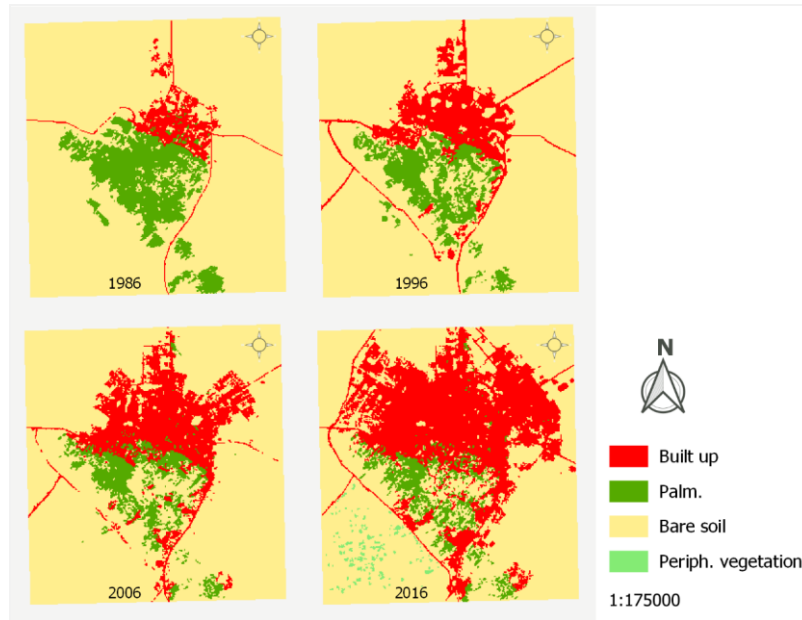 1986
1996
2006
2016
N
Built up
Palm.
Bare soil
Periph. vegetation
1:175000